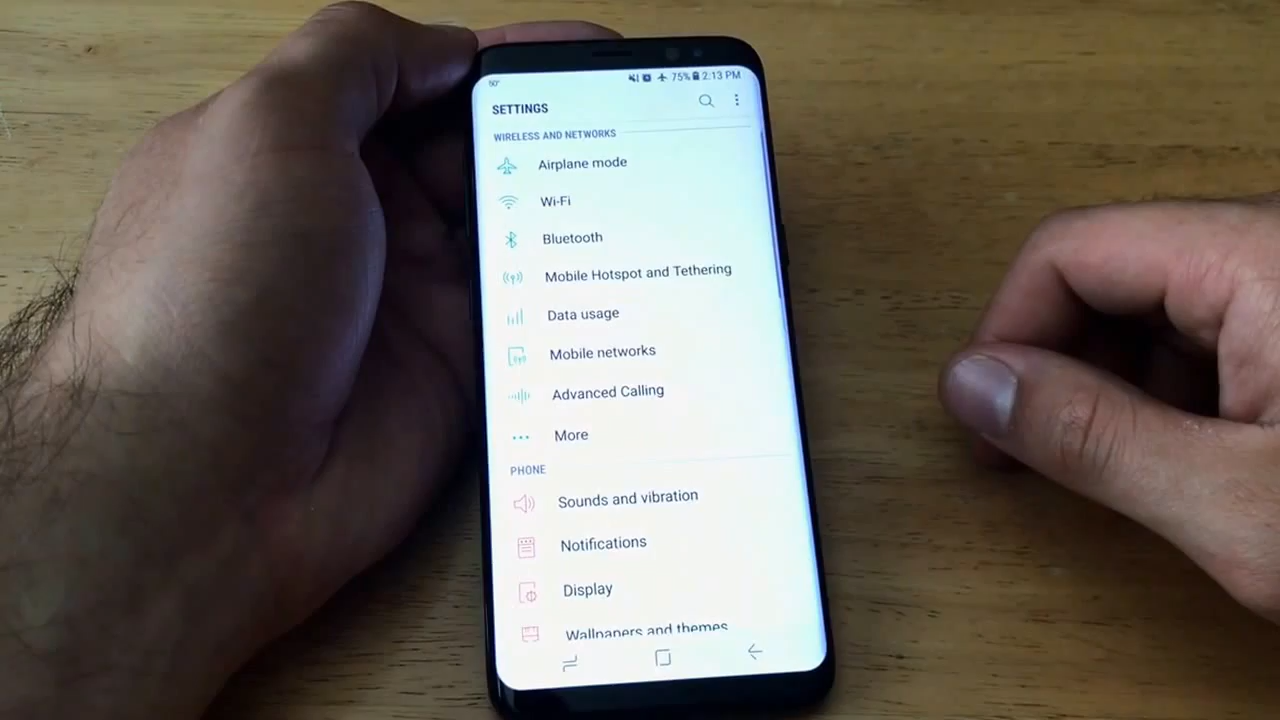 50°
75% 2:13 PM
SETTINGS
WIRELESS AND NETWORKS
Airplane mode
Wi-Fi
Bluetooth
Mobile Hotspot and Tethering
Data usage
Mobile networks
Advanced Calling
More
PHONE
Sounds and vibration
Notifications
Display
Wallpapers and themes